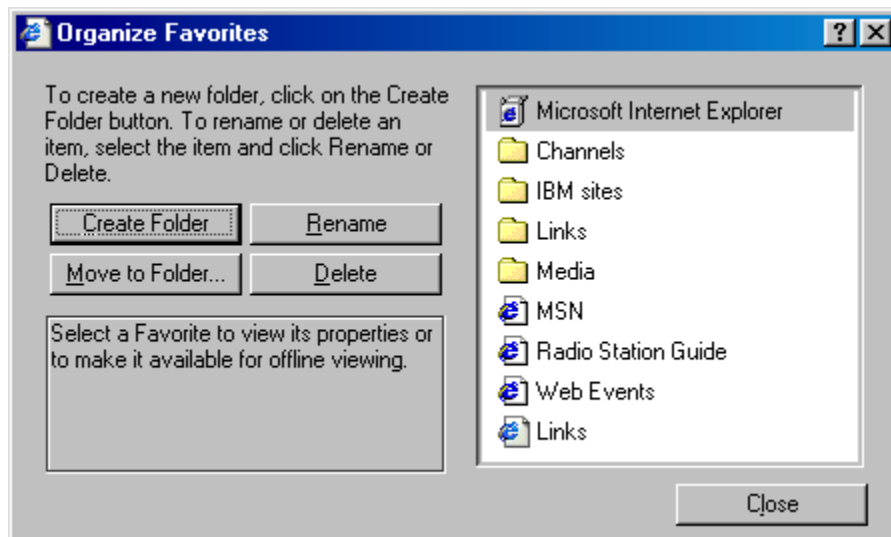 Organize Favorites
To create a new folder, click on the Create
Folder button. To rename or delete an
item, select the item and click Rename or
Delete.
Create Folder
Rename
Move to Folder...
Delete
Select a Favorite to view its properties or
to make it available for offline viewing.
Microsoft Internet Explorer
Channels
IBM sites
Links
Media
MSN
Radio Station Guide
Web Events
Links
Close